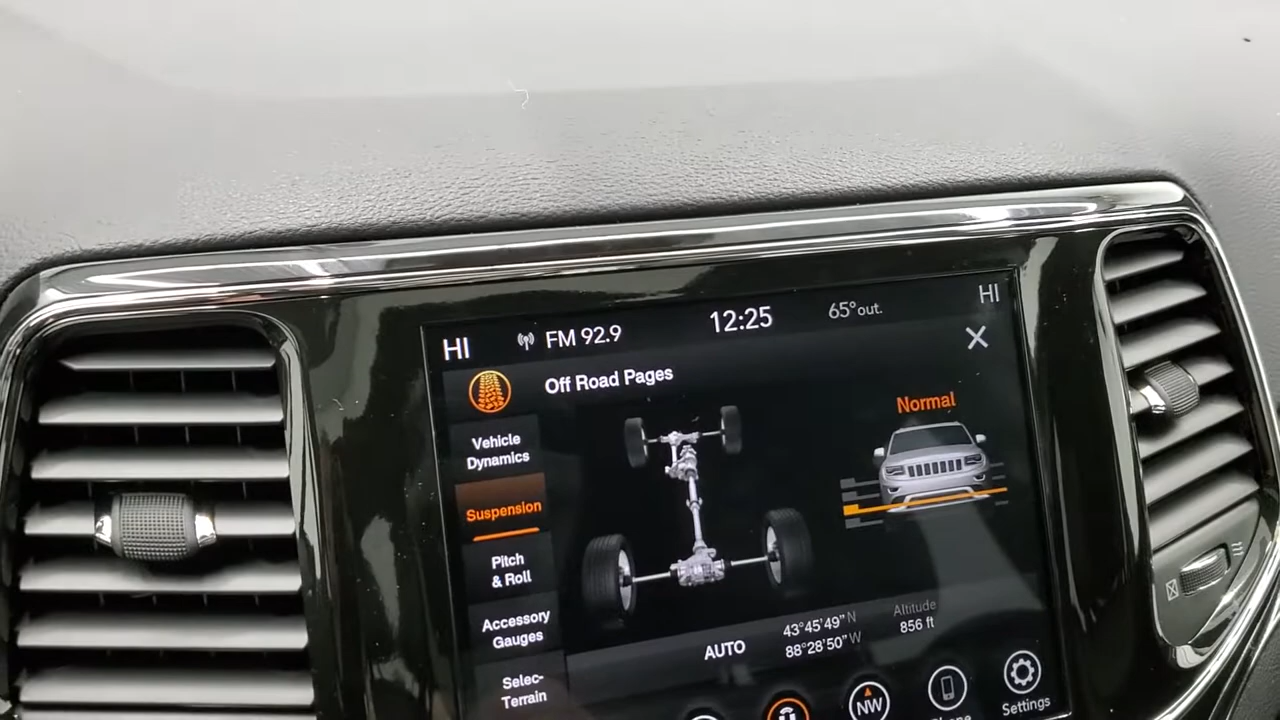 HI
FM 92.9
12:25
65°out.
HI
Off Road Pages
Normal
Vehicle
Dynamics
Suspension
Pitch
& Roll
Accessory
Gauges
Selec-
Terrain
AUTO
43°45'49" N
88°28'50" W
Altitude
856 ft
NW
Settings